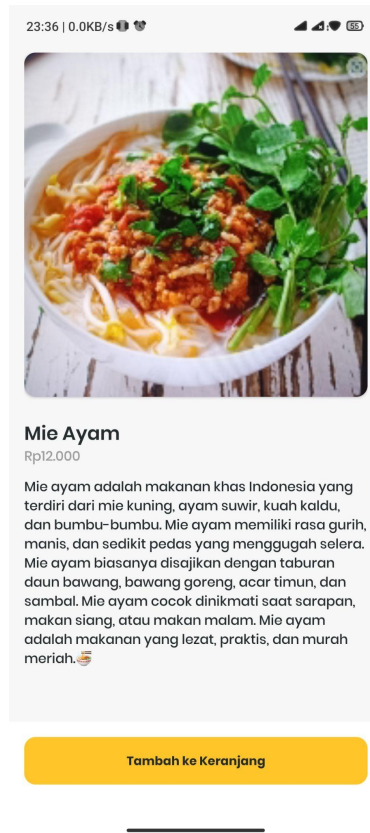 23:36 | 0.0KB/s
55
Mie Ayam
Rp12.000
Mie ayam adalah makanan khas Indonesia yang
terdiri dari mie kuning, ayam suwir, kuah kaldu,
dan bumbu-bumbu. Mie ayam memiliki rasa gurih,
manis, dan sedikit pedas yang menggugah selera.
Mie ayam biasanya disajikan dengan taburan
daun bawang, bawang goreng, acar timun, dan
sambal. Mie ayam cocok dinikmati saat sarapan,
makan siang, atau makan malam. Mie ayam
adalah makanan yang lezat, praktis, dan murah
meriah.🍜
Tambah ke Keranjang